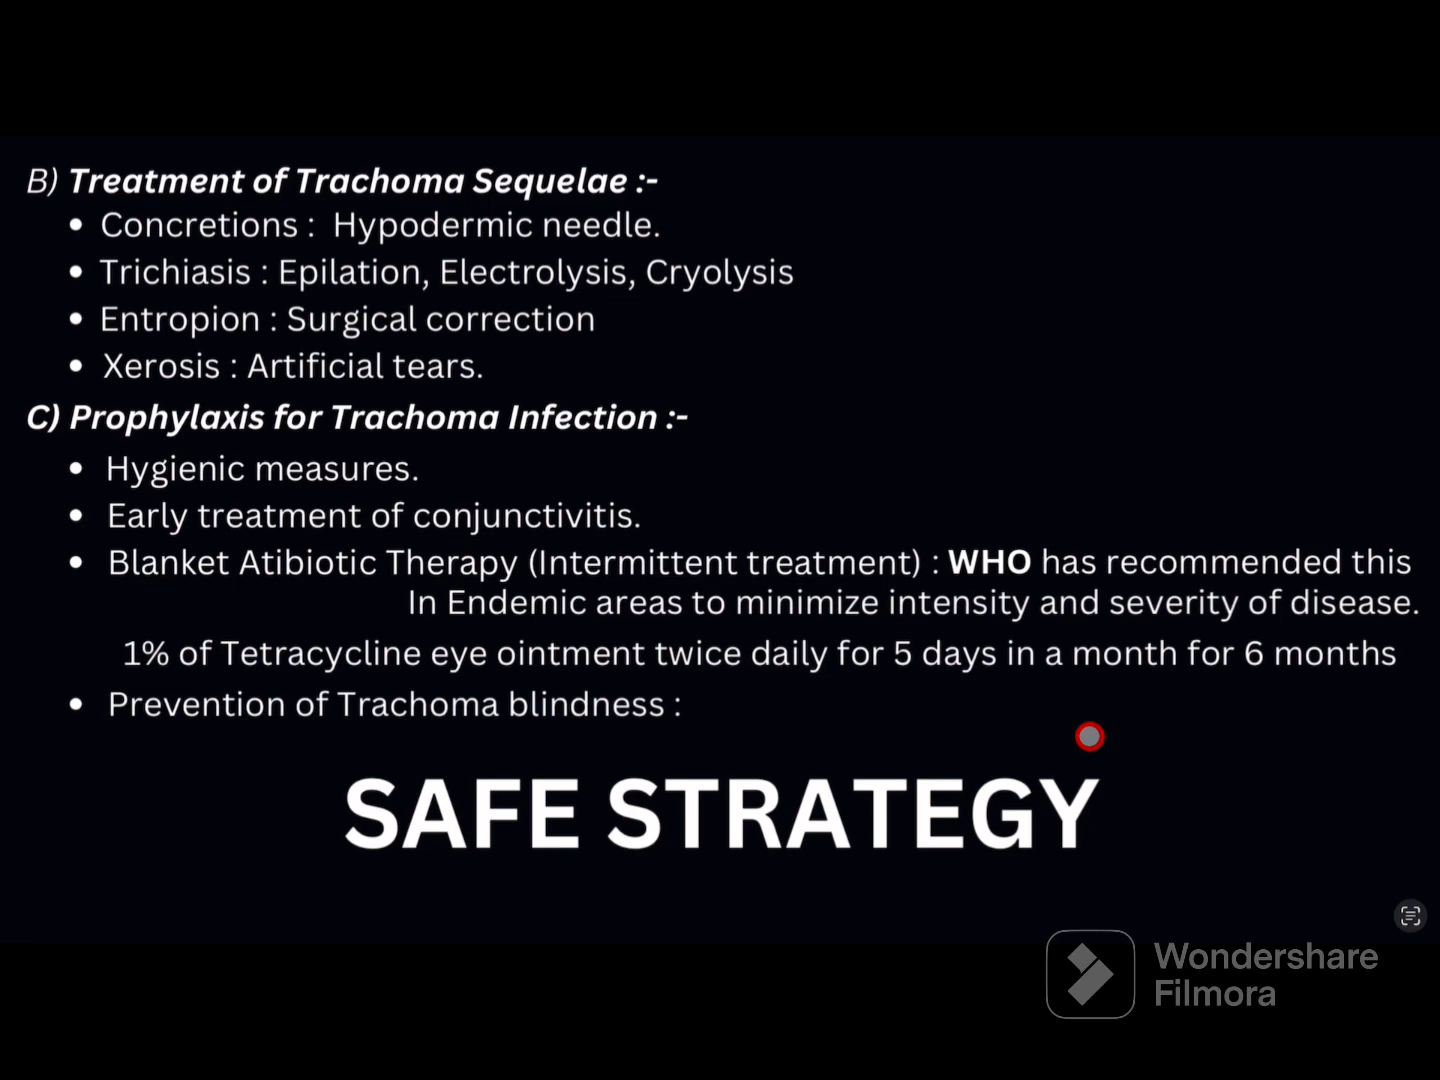 B) Treatment of Trachoma Sequelae :-
• Concretions : Hypodermic needle.
• Trichiasis : Epilation, Electrolysis, Cryolysis
• Entropion : Surgical correction
• Xerosis : Artificial tears.
C) Prophylaxis for Trachoma Infection :-
• Hygienic measures.
• Early treatment of conjunctivitis.
• Blanket Atibiotic Therapy (Intermittent treatment) : WHO has recommended this
In Endemic areas to minimize intensity and severity of disease.
1% of Tetracycline eye ointment twice daily for 5 days in a month for 6 months
• Prevention of Trachoma blindness :
SAFE STRATEGY
Wondershare
Filmora